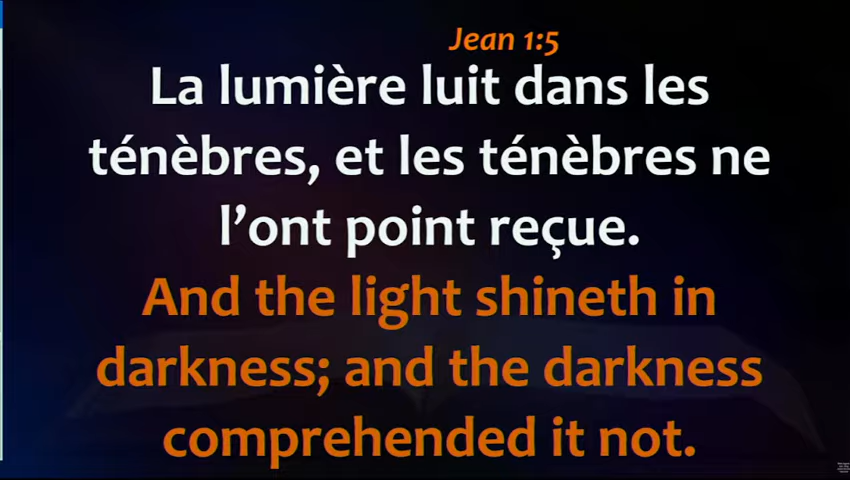 Jean 1:5
La lumière luit dans les
ténèbres, et les ténèbres ne
l’ont point reçue.
And the light shineth in
darkness; and the darkness
comprehended it not.